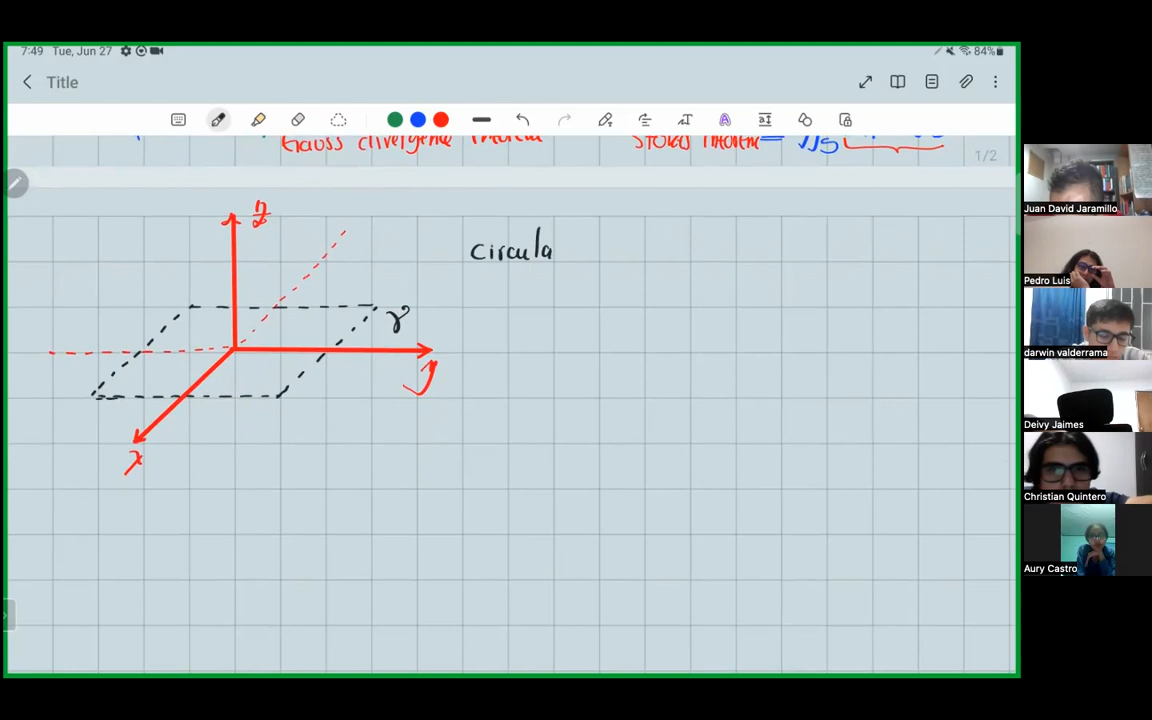 7:49 Tue, Jun 27 84%
Title
Gauss divergence theorem Stokes theorem =
1/2
z
circula
γ
y
x
Juan David Jaramillo
Pedro Luis
darwin valderrama
Deivy Jaimes
Christian Quintero
Aury Castro